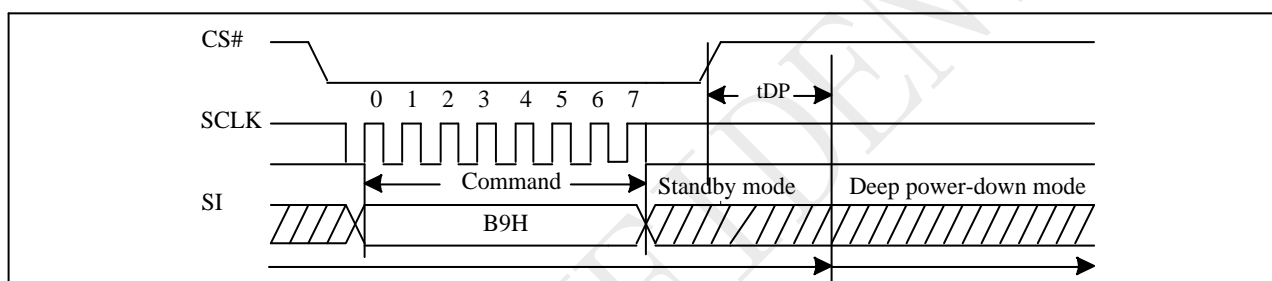 CS#
tDP
0 1 2 3 4 5 6 7
SCLK
Command
Standby mode
Deep power-down mode
SI
B9H